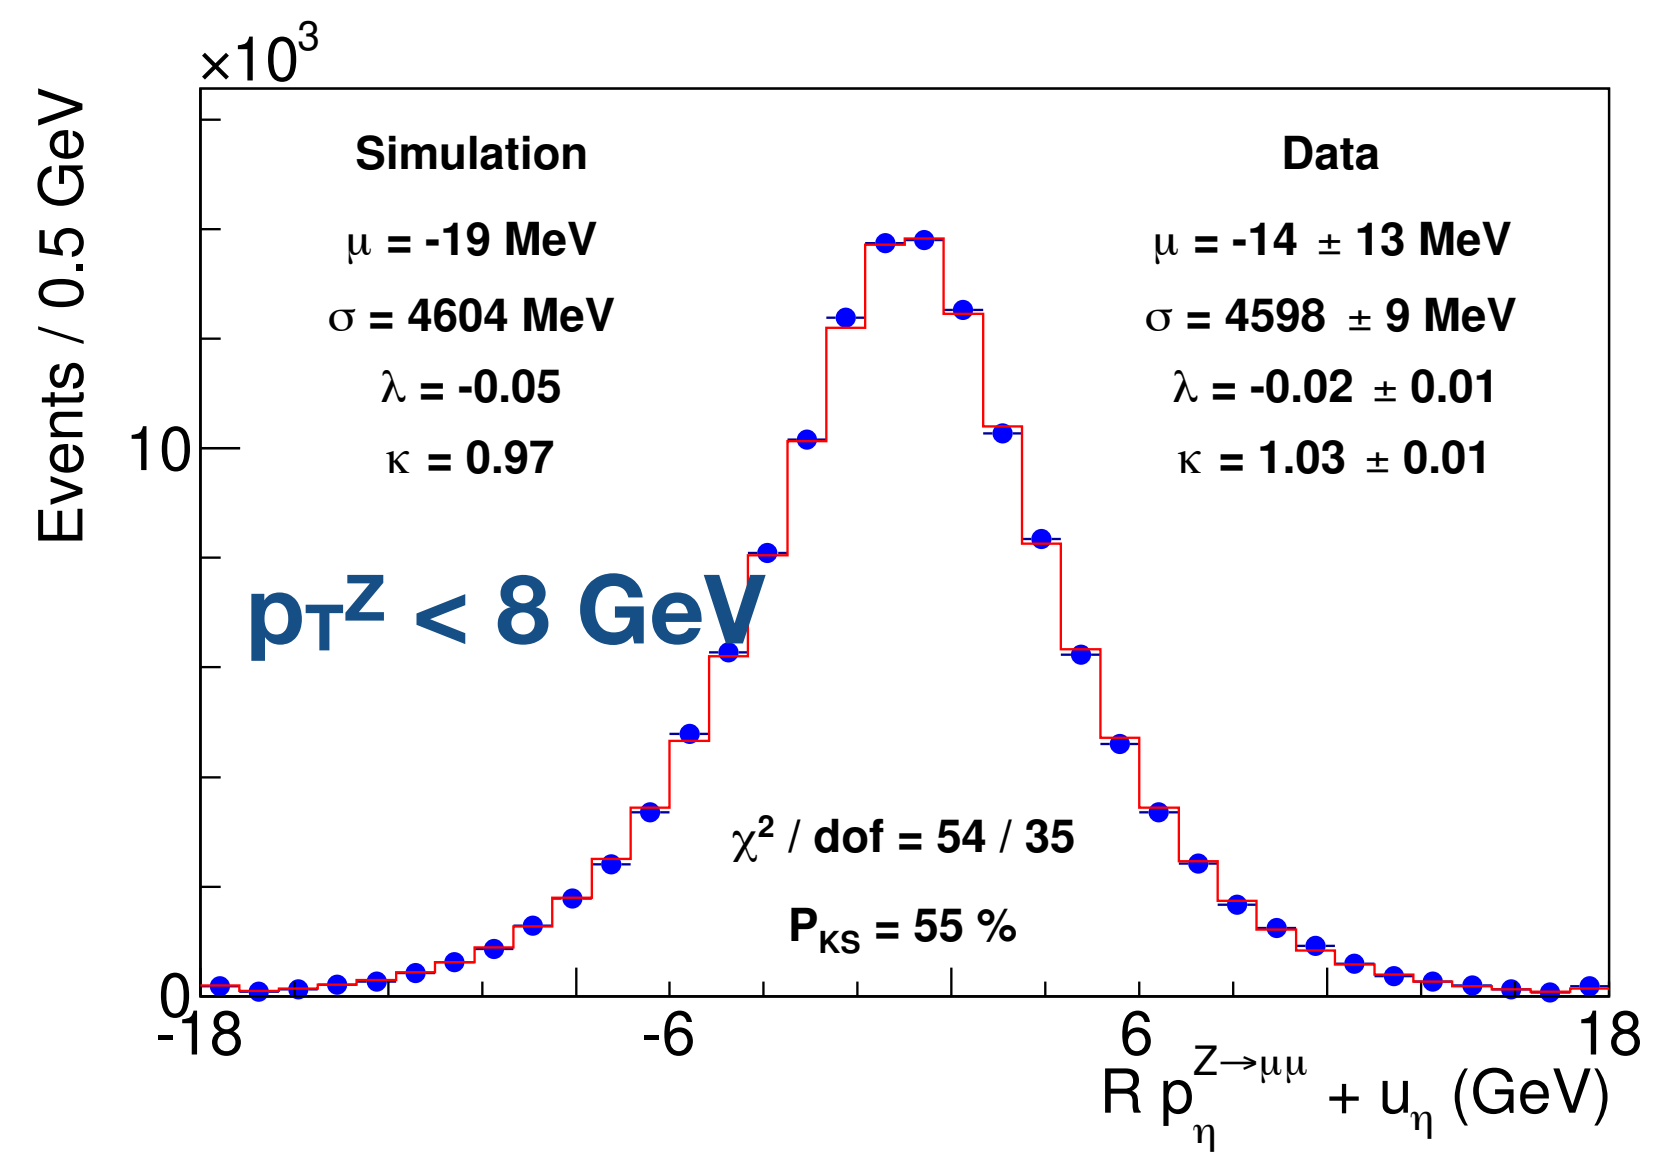 ×10³
Events / 0.5 GeV
Simulation
μ = -19 MeV
σ = 4604 MeV
λ = -0.05
κ = 0.97
Data
μ = -14 ± 13 MeV
σ = 4598 ± 9 MeV
λ = -0.02 ± 0.01
κ = 1.03 ± 0.01
10
p_T^Z < 8 GeV
χ² / dof = 54 / 35
P_KS = 55 %
0
-18 -6 6 18
R p_η^{Z→μμ} + u_η (GeV)